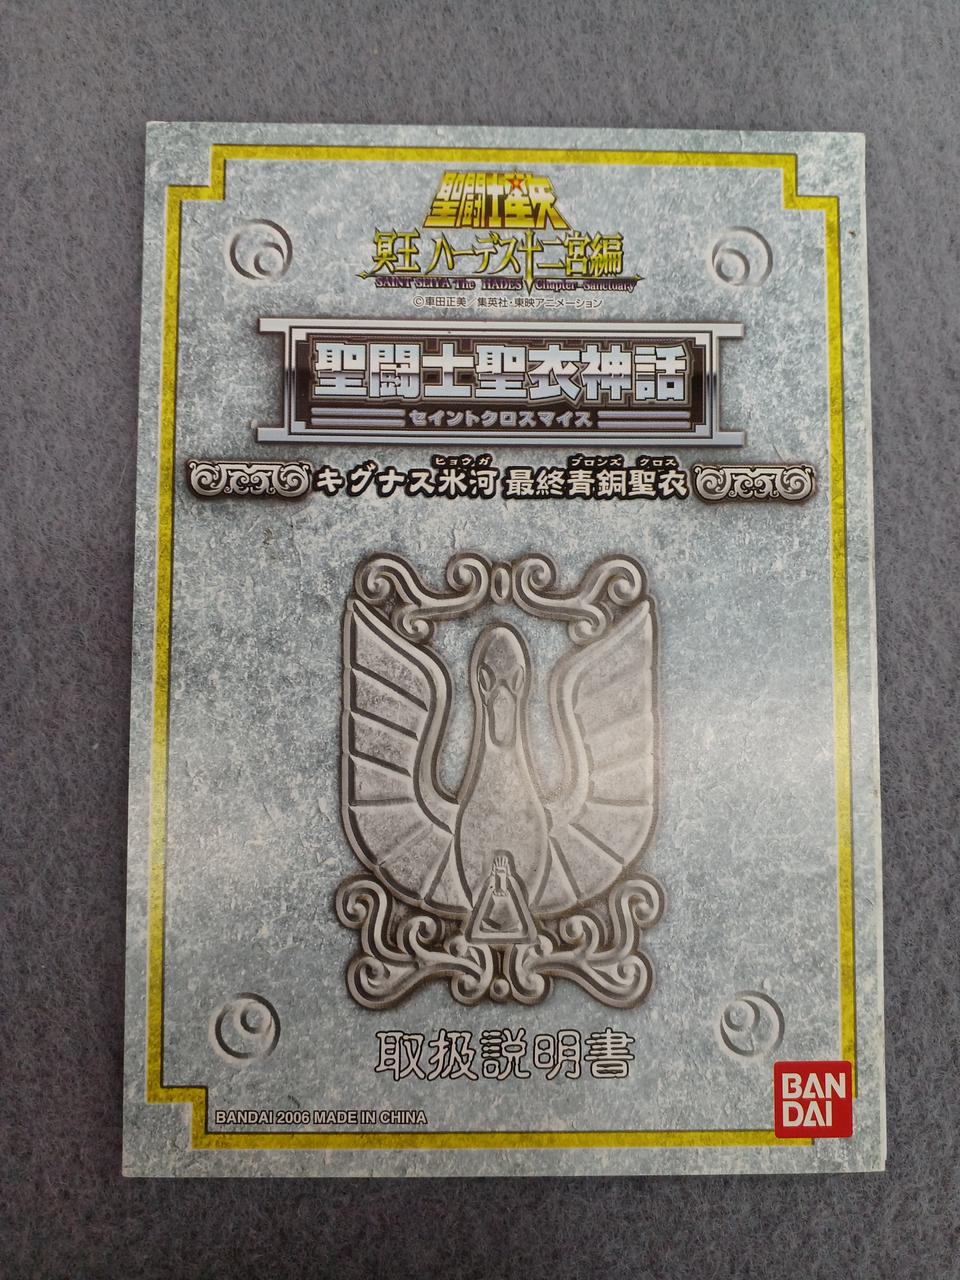 聖闘士星矢
冥王 ハーデス十二宮編
SAINT SEIYA The HADES Chapter-Sanctuary
©車田正美／集英社・東映アニメーション
聖闘士聖衣神話
セイントクロスマイス
ヒョウガ ブロンズ クロス
キグナス氷河 最終青銅聖衣
取扱説明書
BANDAI 2006 MADE IN CHINA
BAN
DAI